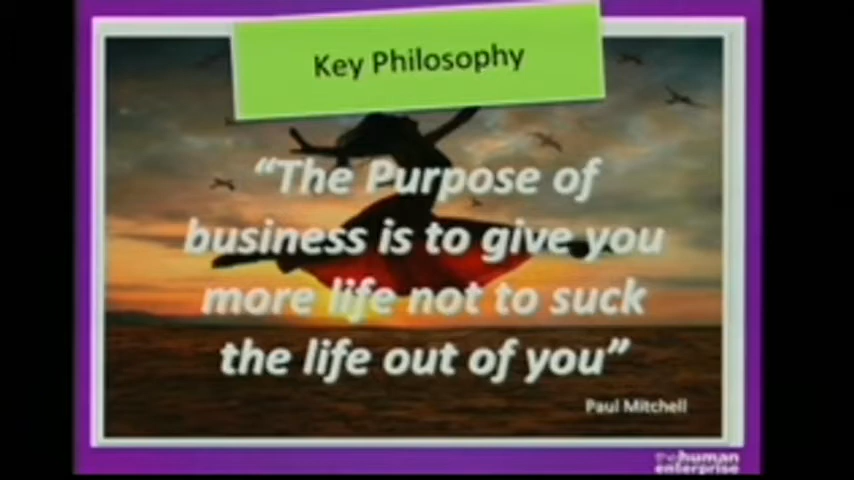 Key Philosophy
“The Purpose of
business is to give you
more life not to suck
the life out of you”
Paul Mitchell
the human
enterprise